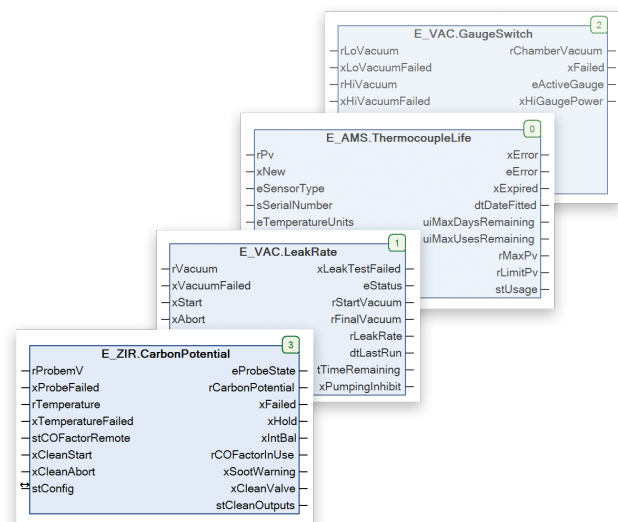 2
E_VAC.GaugeSwitch
rLoVacuum rChamberVacuum
xLoVacuumFailed xFailed
rHiVacuum eActiveGauge
xHiVacuumFailed xHiGaugePower
0
E_AMS.ThermocoupleLife
rPv xError
xNew eError
eSensorType xExpired
sSerialNumber dtDateFitted
eTemperatureUnits uiMaxDaysRemaining
uiMaxUsesRemaining
rMaxPv
rLimitPv
stUsage
1
E_VAC.LeakRate
rVacuum xLeakTestFailed
xVacuumFailed eStatus
xStart rStartVacuum
xAbort rFinalVacuum
rLeakRate
dtLastRun
tTimeRemaining
xPumpingInhibit
3
E_ZIR.CarbonPotential
rProbemV eProbeState
xProbeFailed rCarbonPotential
rTemperature xFailed
xTemperatureFailed xHold
stCOFactorRemote xIntBal
xCleanStart rCOFactorInUse
xCleanAbort xSootWarning
stConfig xCleanValve
stCleanOutputs